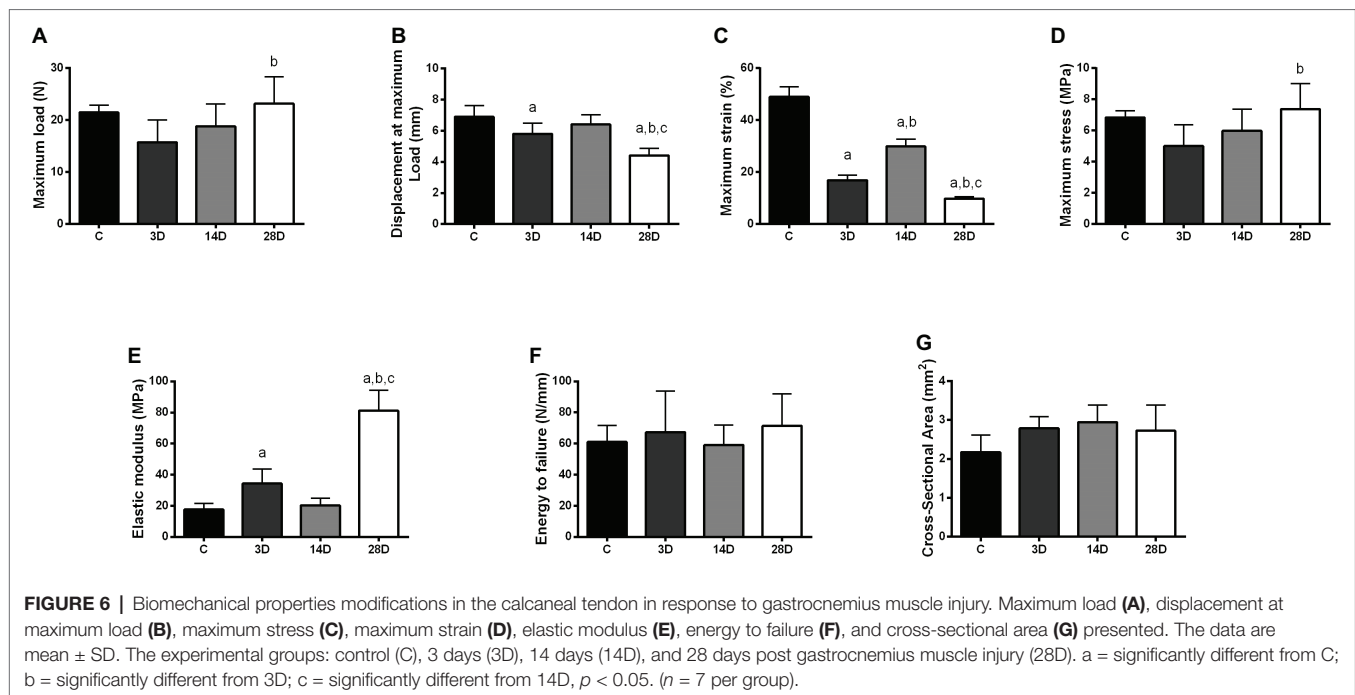 A
Maximum load (N)
30
20
10
0
b
C 3D 14D 28D
B
Displacement at maximum
Load (mm)
10
8
6
4
2
0
a
a,b,c
C 3D 14D 28D
C
Maximum strain (%)
60
40
20
0
a
a,b
a,b,c
C 3D 14D 28D
D
Maximum stress (MPa)
10
8
6
4
2
0
b
C 3D 14D 28D
E
Elastic modulus (MPa)
100
80
60
40
20
0
a
a,b,c
C 3D 14D 28D
F
Energy to failure (N/mm)
100
80
60
40
20
0
C 3D 14D 28D
G
Cross-Sectional Area (mm²)
4
3
2
1
0
C 3D 14D 28D
FIGURE 6 | Biomechanical properties modifications in the calcaneal tendon in response to gastrocnemius muscle injury. Maximum load (A), displacement at
maximum load (B), maximum stress (C), maximum strain (D), elastic modulus (E), energy to failure (F), and cross-sectional area (G) presented. The data are
mean ± SD. The experimental groups: control (C), 3 days (3D), 14 days (14D), and 28 days post gastrocnemius muscle injury (28D). a = significantly different from C;
b = significantly different from 3D; c = significantly different from 14D, p < 0.05. (n = 7 per group).